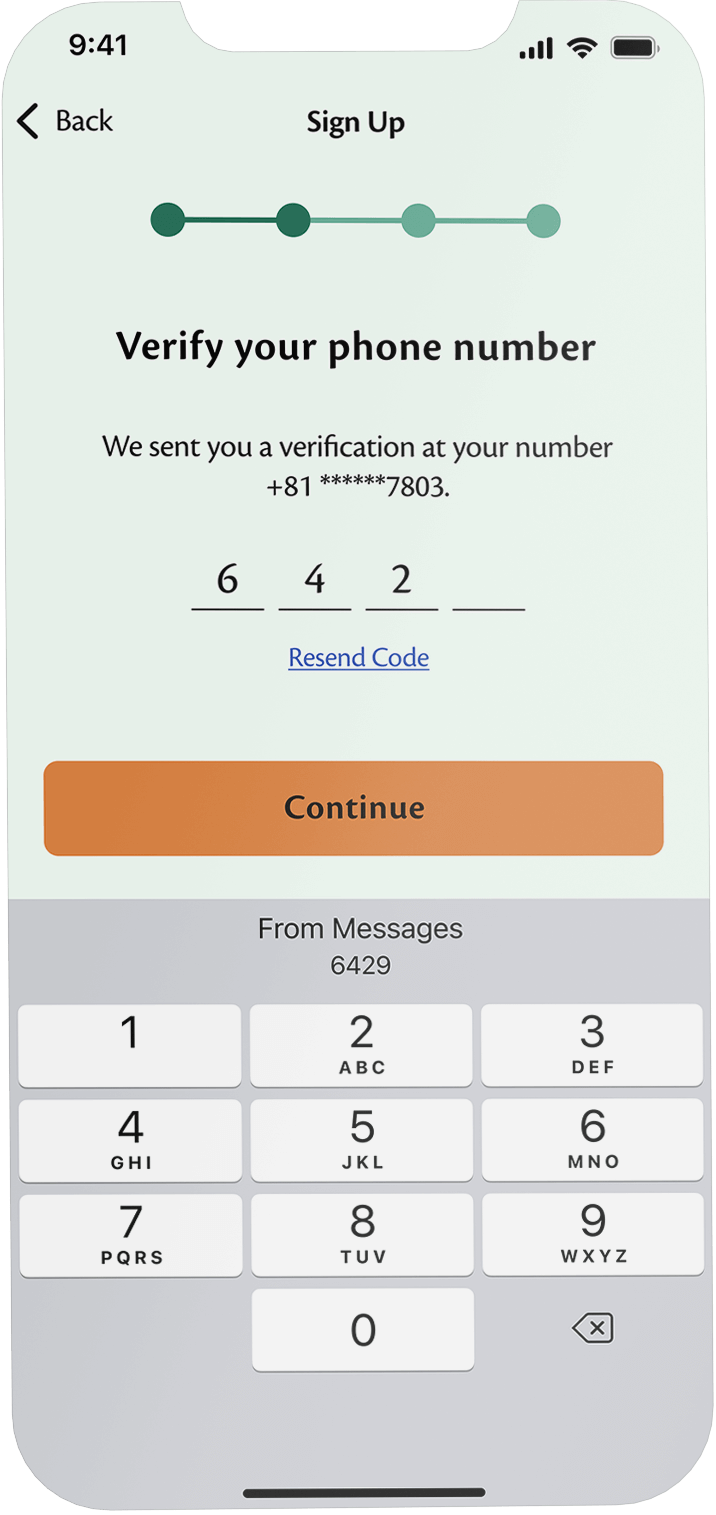 9:41
Back
Sign Up
Verify your phone number
We sent you a verification at your number
+81 ******7803.
6 4 2
Resend Code
Continue
From Messages
6429
1 2 3
ABC DEF
4 5 6
GHI JKL MNO
7 8 9
PQRS TUV WXYZ
0